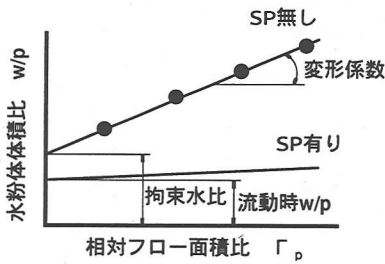 SP無し
変形係数
SP有り
拘束水比
流動時w/p
水粉体体積比 w/p
相対フロー面積比 Γp